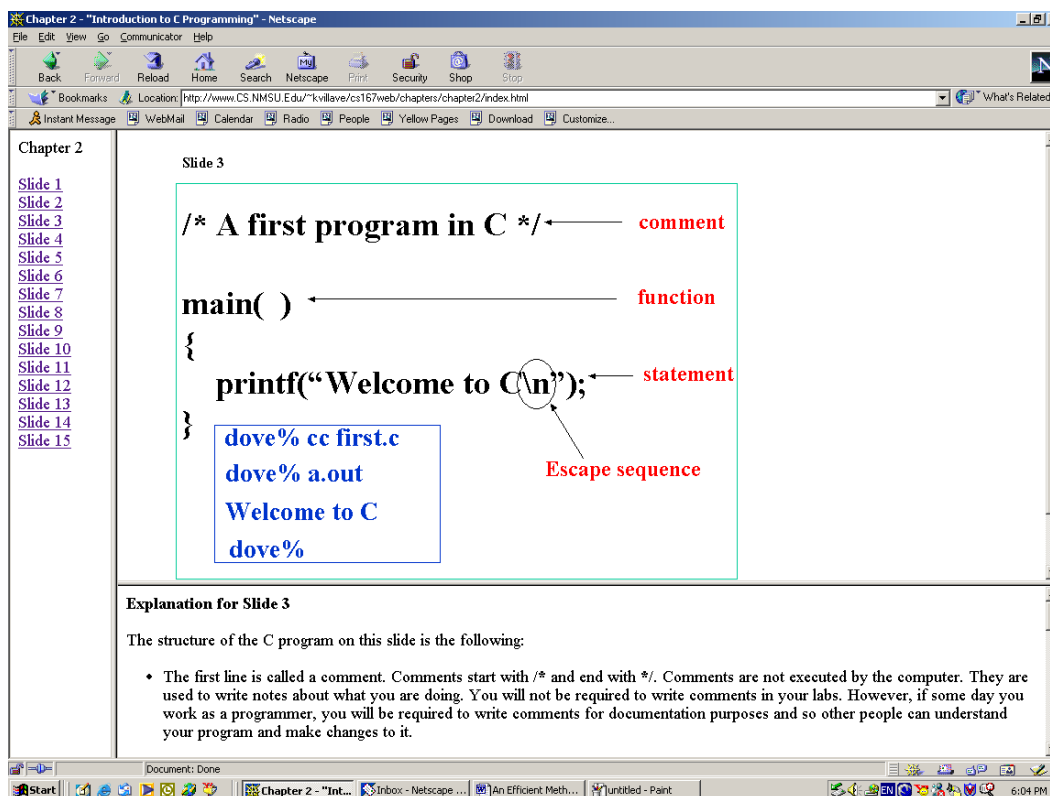 Chapter 2 - "Introduction to C Programming" - Netscape
File Edit View Go Communicator Help
Back Forward Reload Home Search Netscape Print Security Shop Stop
Bookmarks Location: http://www.CS.NMSU.Edu/~kvillave/cs167web/chapters/chapter2/index.html What's Related
Instant Message WebMail Calendar Radio People Yellow Pages Download Customize...
Chapter 2
Slide 1
Slide 2
Slide 3
Slide 4
Slide 5
Slide 6
Slide 7
Slide 8
Slide 9
Slide 10
Slide 11
Slide 12
Slide 13
Slide 14
Slide 15
Slide 3
/* A first program in C */ comment
main( ) function
{
printf(“Welcome to C\n”); statement
}
Escape sequence
dove% cc first.c
dove% a.out
Welcome to C
dove%
Explanation for Slide 3
The structure of the C program on this slide is the following:
• The first line is called a comment. Comments start with /* and end with */. Comments are not executed by the computer. They are
used to write notes about what you are doing. You will not be required to write comments in your labs. However, if some day you
work as a programmer, you will be required to write comments for documentation purposes and so other people can understand
your program and make changes to it.
Document: Done
Start Chapter 2 - "Int... Inbox - Netscape ... An Efficient Meth... untitled - Paint EN 6:04 PM